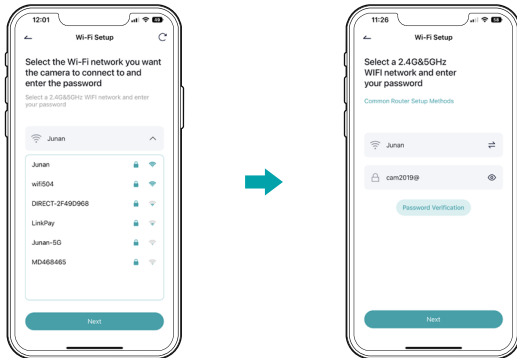 12:01
Wi-Fi Setup
Select the Wi-Fi network you want
the camera to connect to and
enter the password
Select a 2.4G&5GHz WIFI network and enter
your password
Junan
Junan
wifi504
DIRECT-2F49D968
LinkPay
Junan-5G
MD468465
Next
11:26
Wi-Fi Setup
Select a 2.4G&5GHz
WIFI network and enter
your password
Common Router Setup Methods
Junan
cam2019@
Password Verification
Next